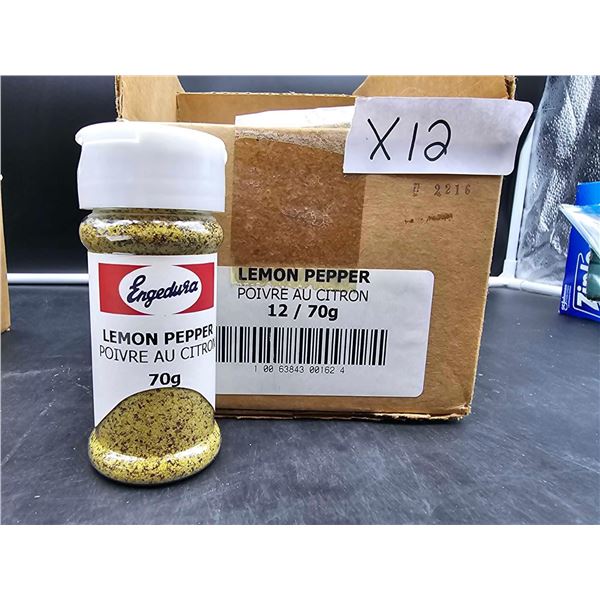 X12
2216
Engedura
LEMON PEPPER
POIVRE AU CITRON
70g
LEMON PEPPER
POIVRE AU CITRON
12 / 70g
1 00 63843 00162 4